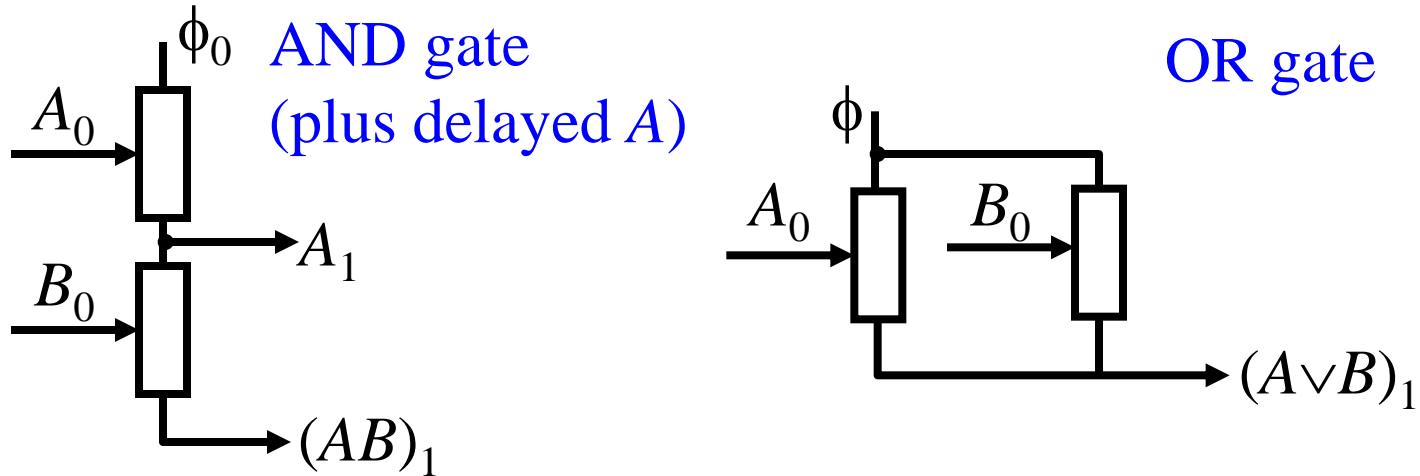 ϕ₀
AND gate
(plus delayed A)
A₀
A₁
B₀
(AB)₁
OR gate
ϕ
A₀
B₀
(A∨B)₁